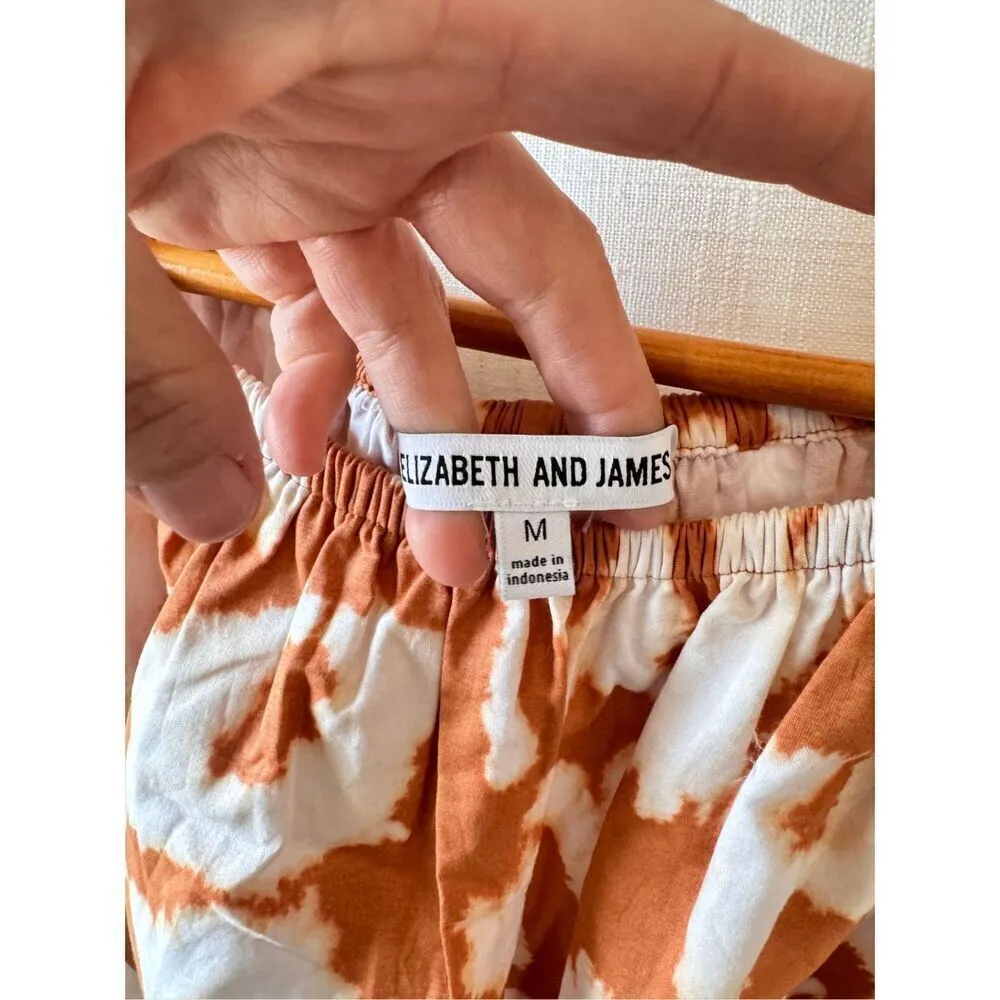 ELIZABETH AND JAMES
M
made in
indonesia